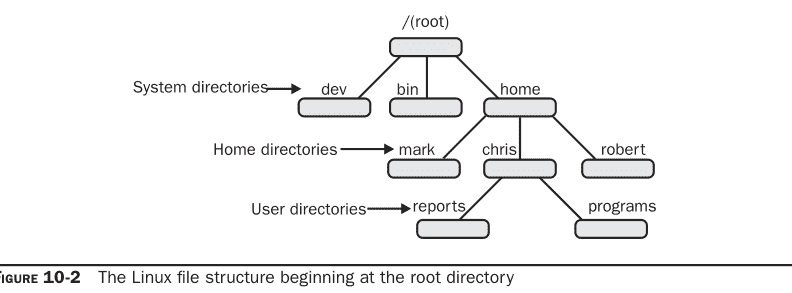 /(root)
System directories dev bin home
Home directories mark chris robert
User directories reports programs
FIGURE 10-2 The Linux file structure beginning at the root directory